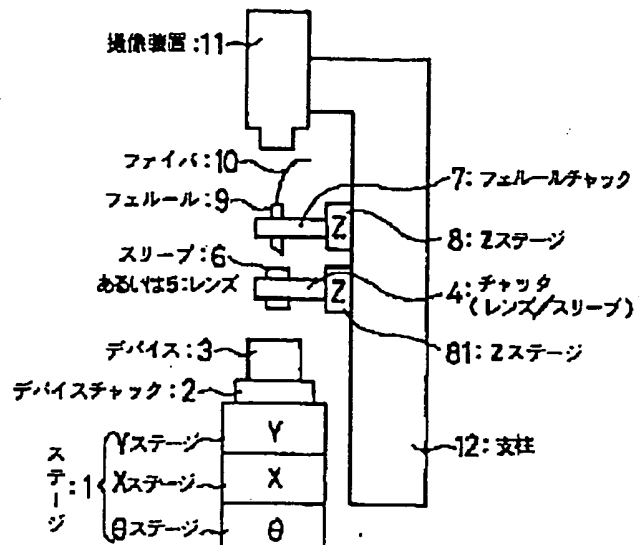 撮像装置:11
ファイバ:10
フェルール:9
7:フェルールチャック
Z
8:Zステージ
スリーブ:6
あるいは5:レンズ
4:チャッタ
(レンズ/スリーブ)
Z
81:Zステージ
デバイス:3
デバイスチャック:2
ステージ:1
Yステージ
Y
Xステージ
X
θステージ
θ
12:支柱